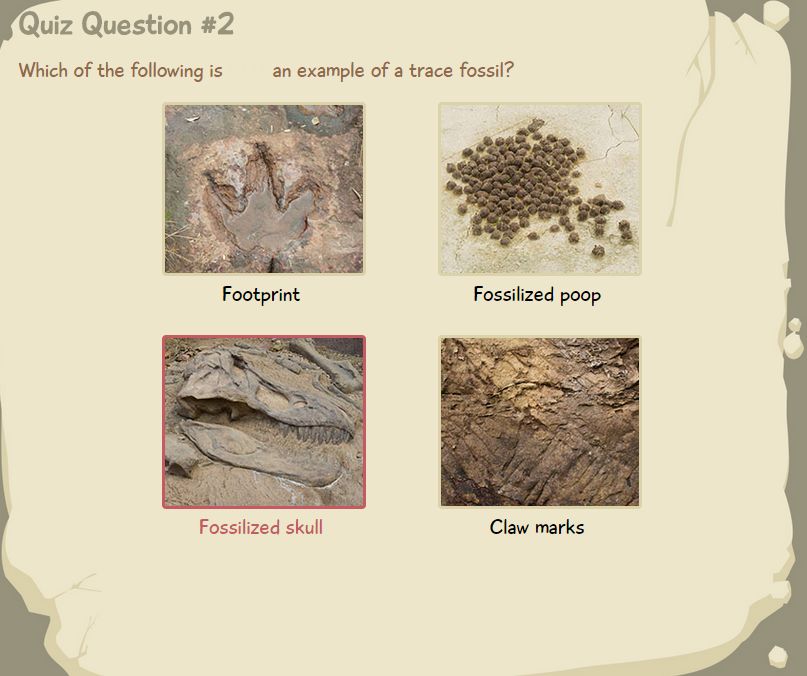 Quiz Question #2
Which of the following is an example of a trace fossil?
Footprint
Fossilized poop
Fossilized skull
Claw marks